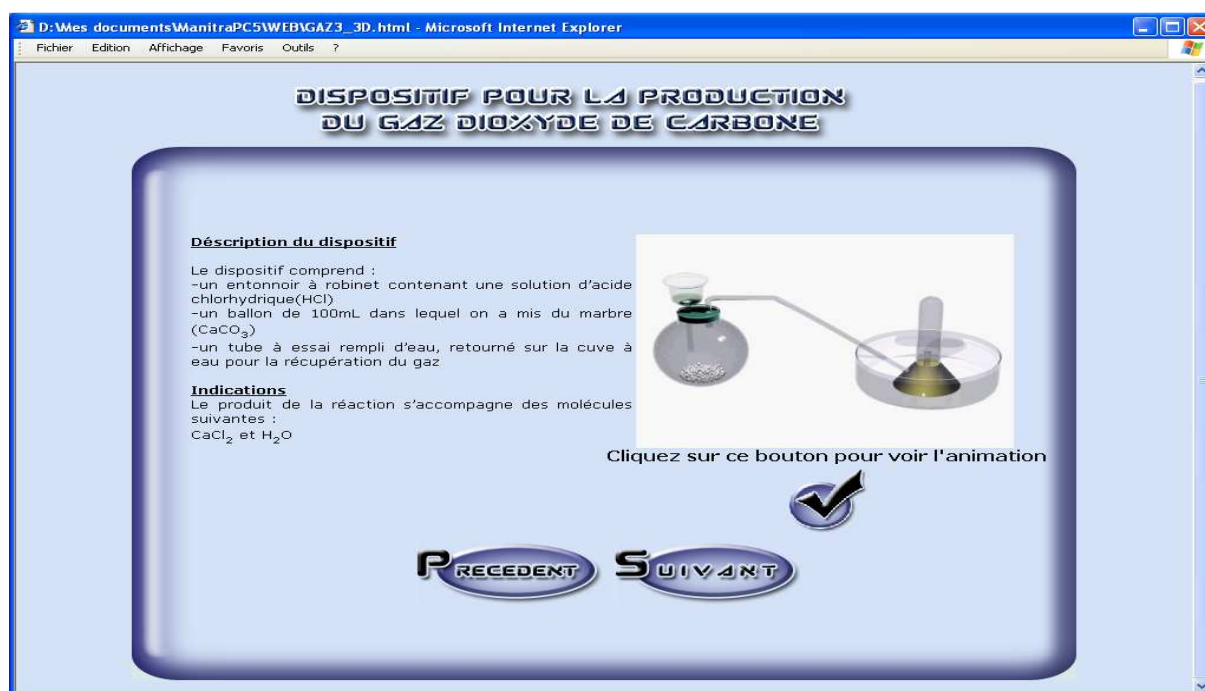 D:\Mes documents\ManitraPC5\WEB\GAZ3_3D.html - Microsoft Internet Explorer
Fichier Edition Affichage Favoris Outils ?
DISPOSITIF POUR LA PRODUCTION
DU GAZ DIOXYDE DE CARBONE
Déscription du dispositif
Le dispositif comprend :
-un entonnoir à robinet contenant une solution d'acide
chlorhydrique(HCl)
-un ballon de 100mL dans lequel on a mis du marbre
(CaCO₃)
-un tube à essai rempli d'eau, retourné sur la cuve à
eau pour la récupération du gaz
Indications
Le produit de la réaction s'accompagne des molécules
suivantes :
CaCl₂ et H₂O
Cliquez sur ce bouton pour voir l'animation
PRECEDENT SUIVANT